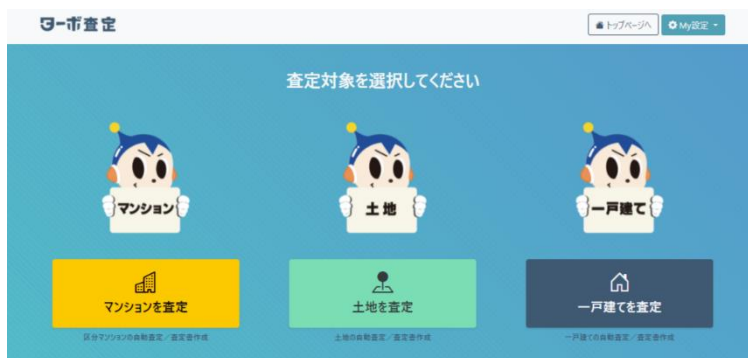 ターボ査定
トップページへ
My設定
査定対象を選択してください
マンション
土地
一戸建て
マンションを査定
土地を査定
一戸建てを査定
区分マンションの自動査定／査定書作成
土地の自動査定／査定書作成
一戸建ての自動査定／査定書作成